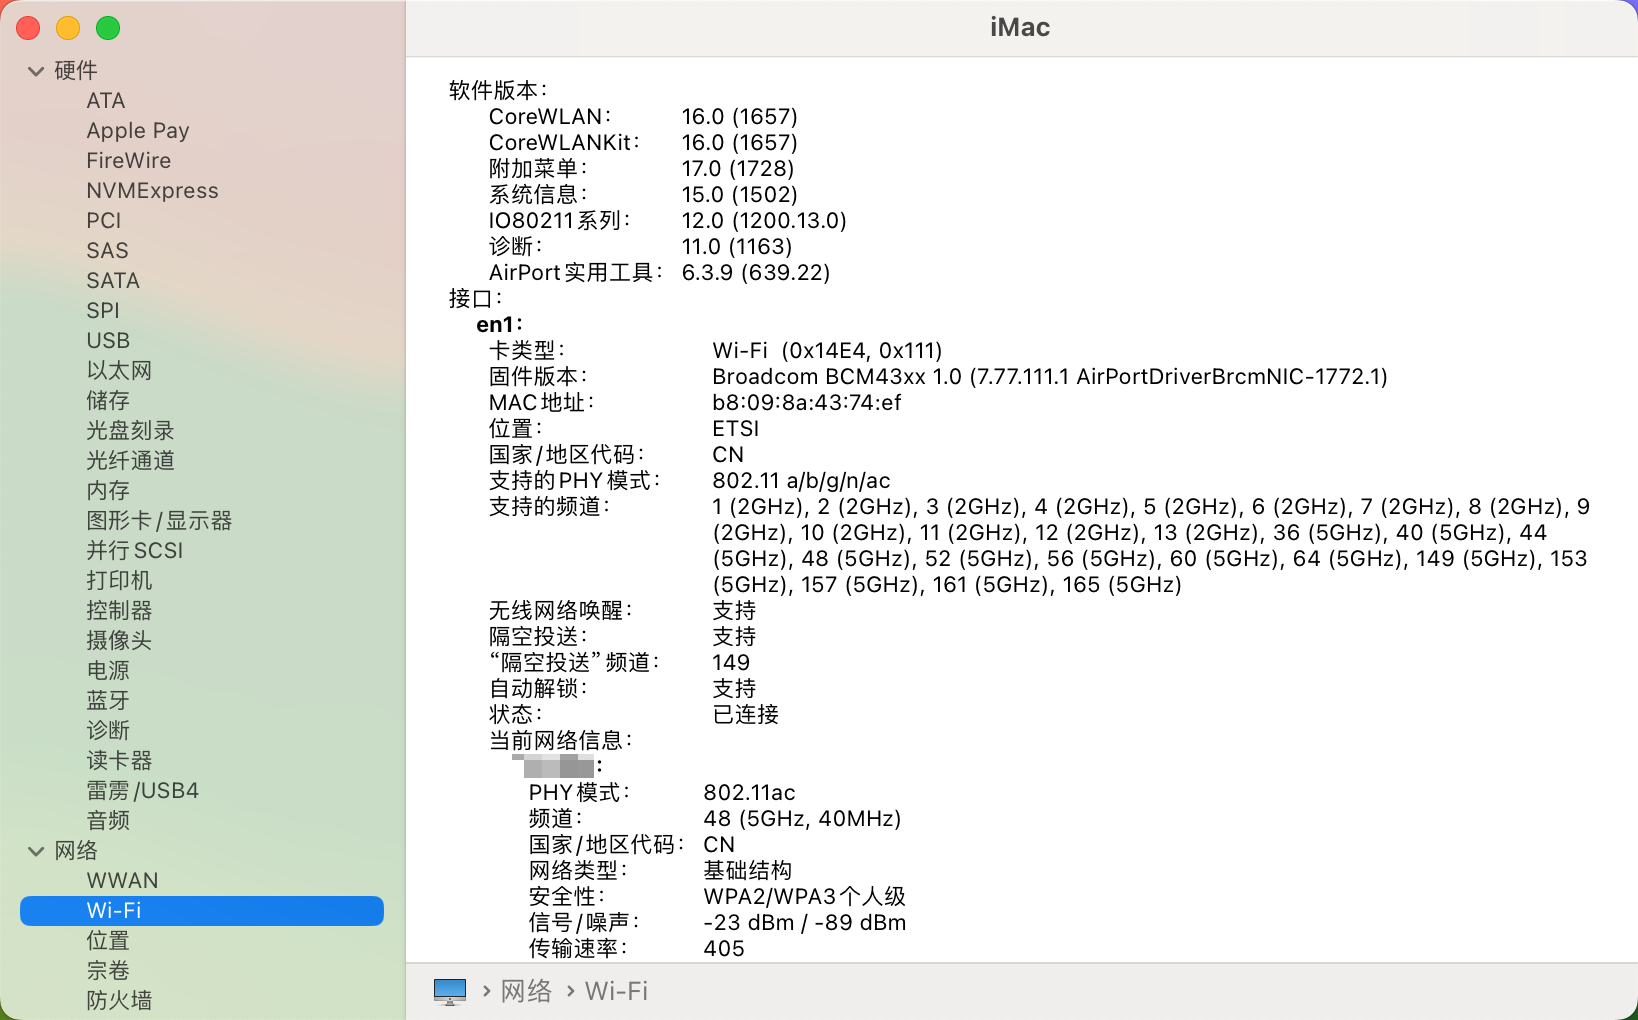 iMac
硬件
ATA
Apple Pay
FireWire
NVMExpress
PCI
SAS
SATA
SPI
USB
以太网
储存
光盘刻录
光纤通道
内存
图形卡/显示器
并行SCSI
打印机
控制器
摄像头
电源
蓝牙
诊断
读卡器
雷雳/USB4
音频
网络
WWAN
Wi-Fi
位置
宗卷
防火墙
软件版本：
CoreWLAN： 16.0 (1657)
CoreWLANKit： 16.0 (1657)
附加菜单： 17.0 (1728)
系统信息： 15.0 (1502)
IO80211系列： 12.0 (1200.13.0)
诊断： 11.0 (1163)
AirPort实用工具： 6.3.9 (639.22)
接口：
en1：
卡类型： Wi-Fi (0x14E4, 0x111)
固件版本： Broadcom BCM43xx 1.0 (7.77.111.1 AirPortDriverBrcmNIC-1772.1)
MAC地址： b8:09:8a:43:74:ef
位置： ETSI
国家/地区代码： CN
支持的PHY模式： 802.11 a/b/g/n/ac
支持的频道： 1 (2GHz), 2 (2GHz), 3 (2GHz), 4 (2GHz), 5 (2GHz), 6 (2GHz), 7 (2GHz), 8 (2GHz), 9
(2GHz), 10 (2GHz), 11 (2GHz), 12 (2GHz), 13 (2GHz), 36 (5GHz), 40 (5GHz), 44
(5GHz), 48 (5GHz), 52 (5GHz), 56 (5GHz), 60 (5GHz), 64 (5GHz), 149 (5GHz), 153
(5GHz), 157 (5GHz), 161 (5GHz), 165 (5GHz)
无线网络唤醒： 支持
隔空投送： 支持
“隔空投送”频道： 149
自动解锁： 支持
状态： 已连接
当前网络信息：
：
PHY模式： 802.11ac
频道： 48 (5GHz, 40MHz)
国家/地区代码： CN
网络类型： 基础结构
安全性： WPA2/WPA3个人级
信号/噪声： -23 dBm / -89 dBm
传输速率： 405
› 网络 › Wi-Fi